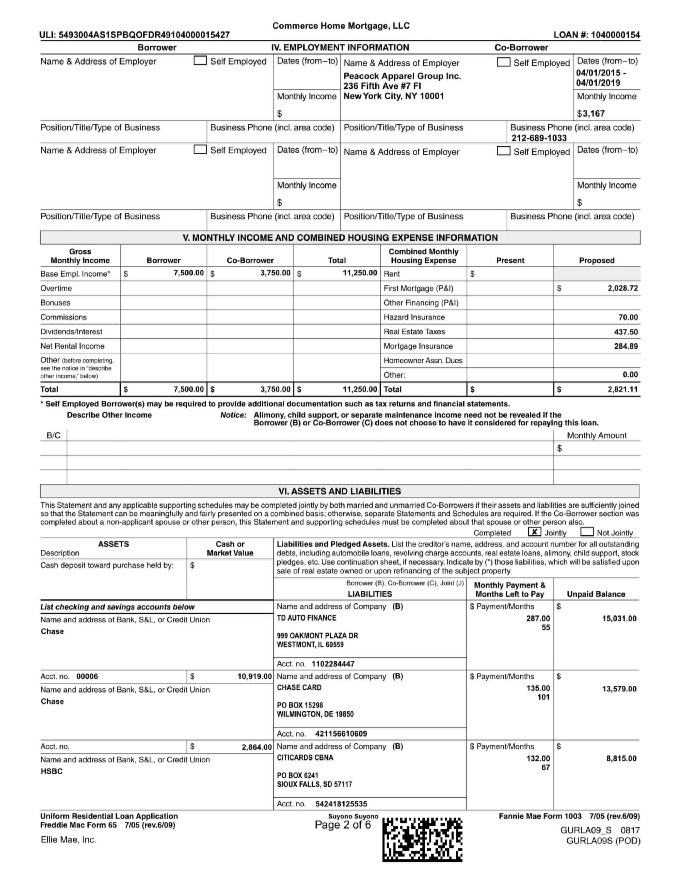 Commerce Home Mortgage, LLC
ULI: 5493004AS1SPBQOFDR49104000015427 LOAN #: 1040000154
Borrower IV. EMPLOYMENT INFORMATION Co-Borrower
Name & Address of Employer Self Employed Dates (from–to) Name & Address of Employer Self Employed Dates (from–to)
Peacock Apparel Group Inc. 04/01/2015 -
236 Fifth Ave #7 Fl 04/01/2019
Monthly Income New York City, NY 10001 Monthly Income
$ $3,167
Position/Title/Type of Business Business Phone (incl. area code) Position/Title/Type of Business Business Phone (incl. area code)
212-689-1033
Name & Address of Employer Self Employed Dates (from–to) Name & Address of Employer Self Employed Dates (from–to)
Monthly Income Monthly Income
$ $
Position/Title/Type of Business Business Phone (incl. area code) Position/Title/Type of Business Business Phone (incl. area code)
V. MONTHLY INCOME AND COMBINED HOUSING EXPENSE INFORMATION
Gross Combined Monthly
Monthly Income Borrower Co-Borrower Total Housing Expense Present Proposed
Base Empl. Income* $ 7,500.00 $ 3,750.00 $ 11,250.00 Rent $
Overtime First Mortgage (P&I) $ 2,028.72
Bonuses Other Financing (P&I)
Commissions Hazard Insurance 70.00
Dividends/Interest Real Estate Taxes 437.50
Net Rental Income Mortgage Insurance 284.89
Other (before completing, Homeowner Assn. Dues
see the notice in "describe
other income," below) Other: 0.00
Total $ 7,500.00 $ 3,750.00 $ 11,250.00 Total $ $ 2,821.11
* Self Employed Borrower(s) may be required to provide additional documentation such as tax returns and financial statements.
Describe Other Income Notice: Alimony, child support, or separate maintenance income need not be revealed if the
Borrower (B) or Co-Borrower (C) does not choose to have it considered for repaying this loan.
B/C Monthly Amount
$
VI. ASSETS AND LIABILITIES
This Statement and any applicable supporting schedules may be completed jointly by both married and unmarried Co-Borrowers if their assets and liabilities are sufficiently joined
so that the Statement can be meaningfully and fairly presented on a combined basis; otherwise, separate Statements and Schedules are required. If the Co-Borrower section was
completed about a non-applicant spouse or other person, this Statement and supporting schedules must be completed about that spouse or other person also.
Completed X Jointly Not Jointly
ASSETS Cash or Liabilities and Pledged Assets. List the creditor's name, address, and account number for all outstanding
Description Market Value debts, including automobile loans, revolving charge accounts, real estate loans, alimony, child support, stock
Cash deposit toward purchase held by: $ pledges, etc. Use continuation sheet, if necessary. Indicate by (*) those liabilities, which will be satisfied upon
sale of real estate owned or upon refinancing of the subject property.
Borrower (B), Co-Borrower (C), Joint (J) Monthly Payment &
LIABILITIES Months Left to Pay Unpaid Balance
List checking and savings accounts below Name and address of Company (B) $ Payment/Months $
Name and address of Bank, S&L, or Credit Union TD AUTO FINANCE 287.00 15,031.00
Chase 55
999 OAKMONT PLAZA DR
WESTMONT, IL 60559
Acct. no. 1102284447
Acct. no. 00006 $ 10,919.00 Name and address of Company (B) $ Payment/Months $
Name and address of Bank, S&L, or Credit Union CHASE CARD 135.00 13,579.00
Chase 101
PO BOX 15298
WILMINGTON, DE 19850
Acct. no. 421156610609
Acct. no. $ 2,864.00 Name and address of Company (B) $ Payment/Months $
Name and address of Bank, S&L, or Credit Union CITICARDS CBNA 132.00 8,815.00
HSBC 67
PO BOX 6241
SIOUX FALLS, SD 57117
Acct. no. 542418125535
Uniform Residential Loan Application Suyono Suyono Fannie Mae Form 1003 7/05 (rev.6/09)
Freddie Mac Form 65 7/05 (rev.6/09) Page 2 of 6
GURLA09_S 0817
Ellie Mae, Inc. GURLA09S (POD)